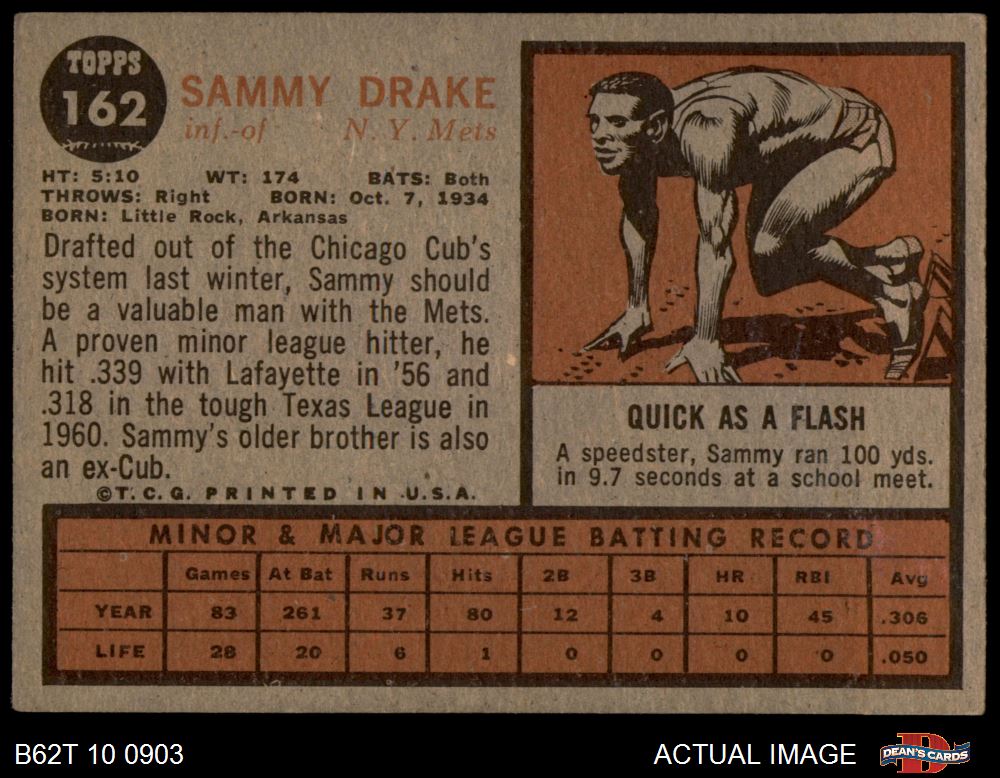 TOPPS
162
SAMMY DRAKE
inf.-of N. Y. Mets
HT: 5:10 WT: 174 BATS: Both
THROWS: Right BORN: Oct. 7, 1934
BORN: Little Rock, Arkansas
Drafted out of the Chicago Cub's
system last winter, Sammy should
be a valuable man with the Mets.
A proven minor league hitter, he
hit .339 with Lafayette in '56 and
.318 in the tough Texas League in
1960. Sammy's older brother is also
an ex-Cub.
©T.C.G. PRINTED IN U.S.A.
QUICK AS A FLASH
A speedster, Sammy ran 100 yds.
in 9.7 seconds at a school meet.
MINOR & MAJOR LEAGUE BATTING RECORD
Games At Bat Runs Hits 2B 3B HR RBI Avg
YEAR 83 261 37 80 12 4 10 45 .306
LIFE 28 20 6 1 0 0 0 0 .050
B62T 10 0903
ACTUAL IMAGE
DEAN'S CARDS